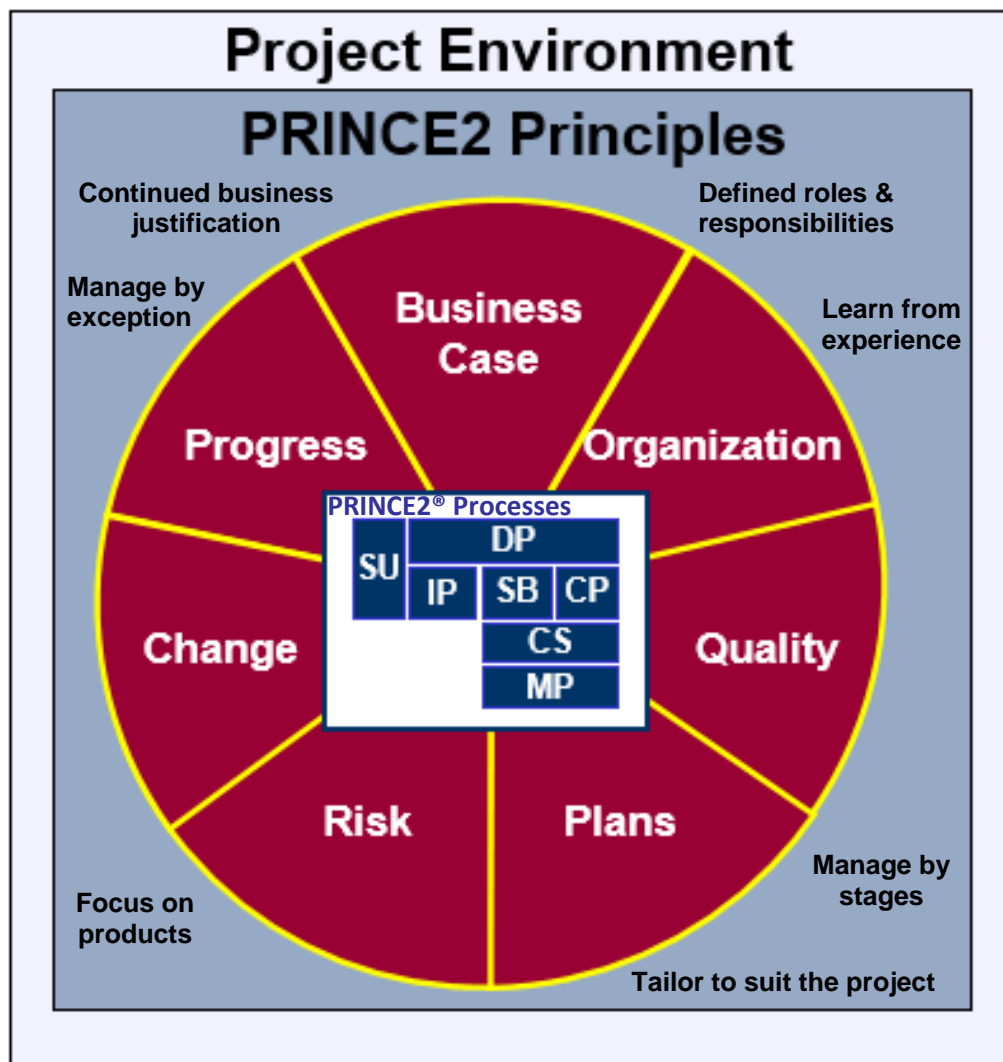 Project Environment
PRINCE2 Principles
Continued business
justification
Defined roles &
responsibilities
Manage by
exception
Learn from
experience
Business
Case
Progress
Organization
PRINCE2® Processes
SU
DP
IP
SB
CP
CS
MP
Change
Quality
Risk
Plans
Focus on
products
Manage by
stages
Tailor to suit the project